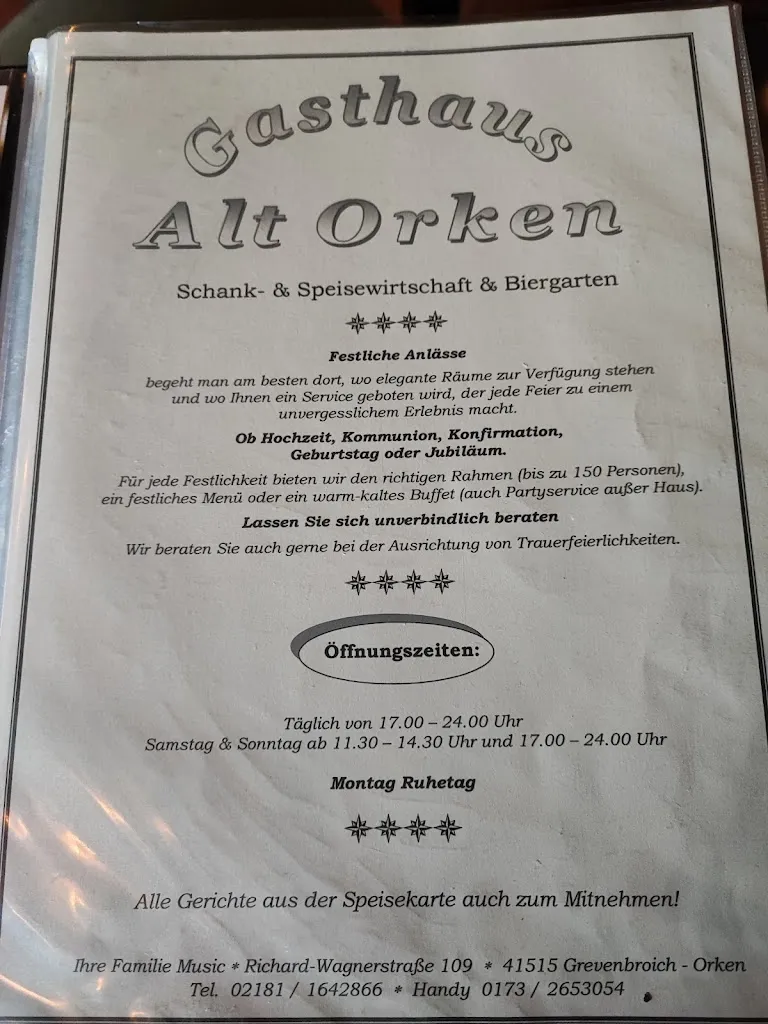 Gasthaus
Alt Orken
Schank- & Speisewirtschaft & Biergarten
Festliche Anlässe
begeht man am besten dort, wo elegante Räume zur Verfügung stehen
und wo Ihnen ein Service geboten wird, der jede Feier zu einem
unvergesslichem Erlebnis macht.
Ob Hochzeit, Kommunion, Konfirmation,
Geburtstag oder Jubiläum.
Für jede Festlichkeit bieten wir den richtigen Rahmen (bis zu 150 Personen),
ein festliches Menü oder ein warm-kaltes Buffet (auch Partyservice außer Haus).
Lassen Sie sich unverbindlich beraten
Wir beraten Sie auch gerne bei der Ausrichtung von Trauerfeierlichkeiten.
Öffnungszeiten:
Täglich von 17.00 – 24.00 Uhr
Samstag & Sonntag ab 11.30 – 14.30 Uhr und 17.00 – 24.00 Uhr
Montag Ruhetag
Alle Gerichte aus der Speisekarte auch zum Mitnehmen!
Ihre Familie Music * Richard-Wagnerstraße 109 * 41515 Grevenbroich - Orken
Tel. 02181 / 1642866 * Handy 0173 / 2653054